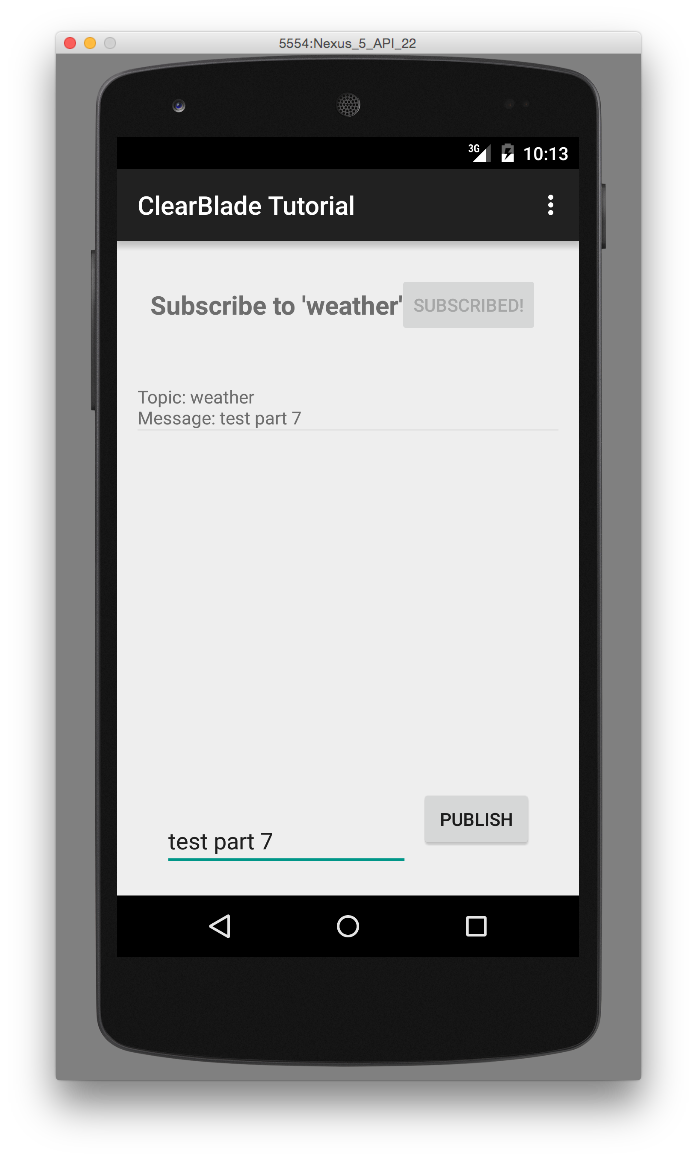 5554:Nexus_5_API_22
3G 10:13
ClearBlade Tutorial
Subscribe to 'weather' SUBSCRIBED!
Topic: weather
Message: test part 7
PUBLISH
test part 7